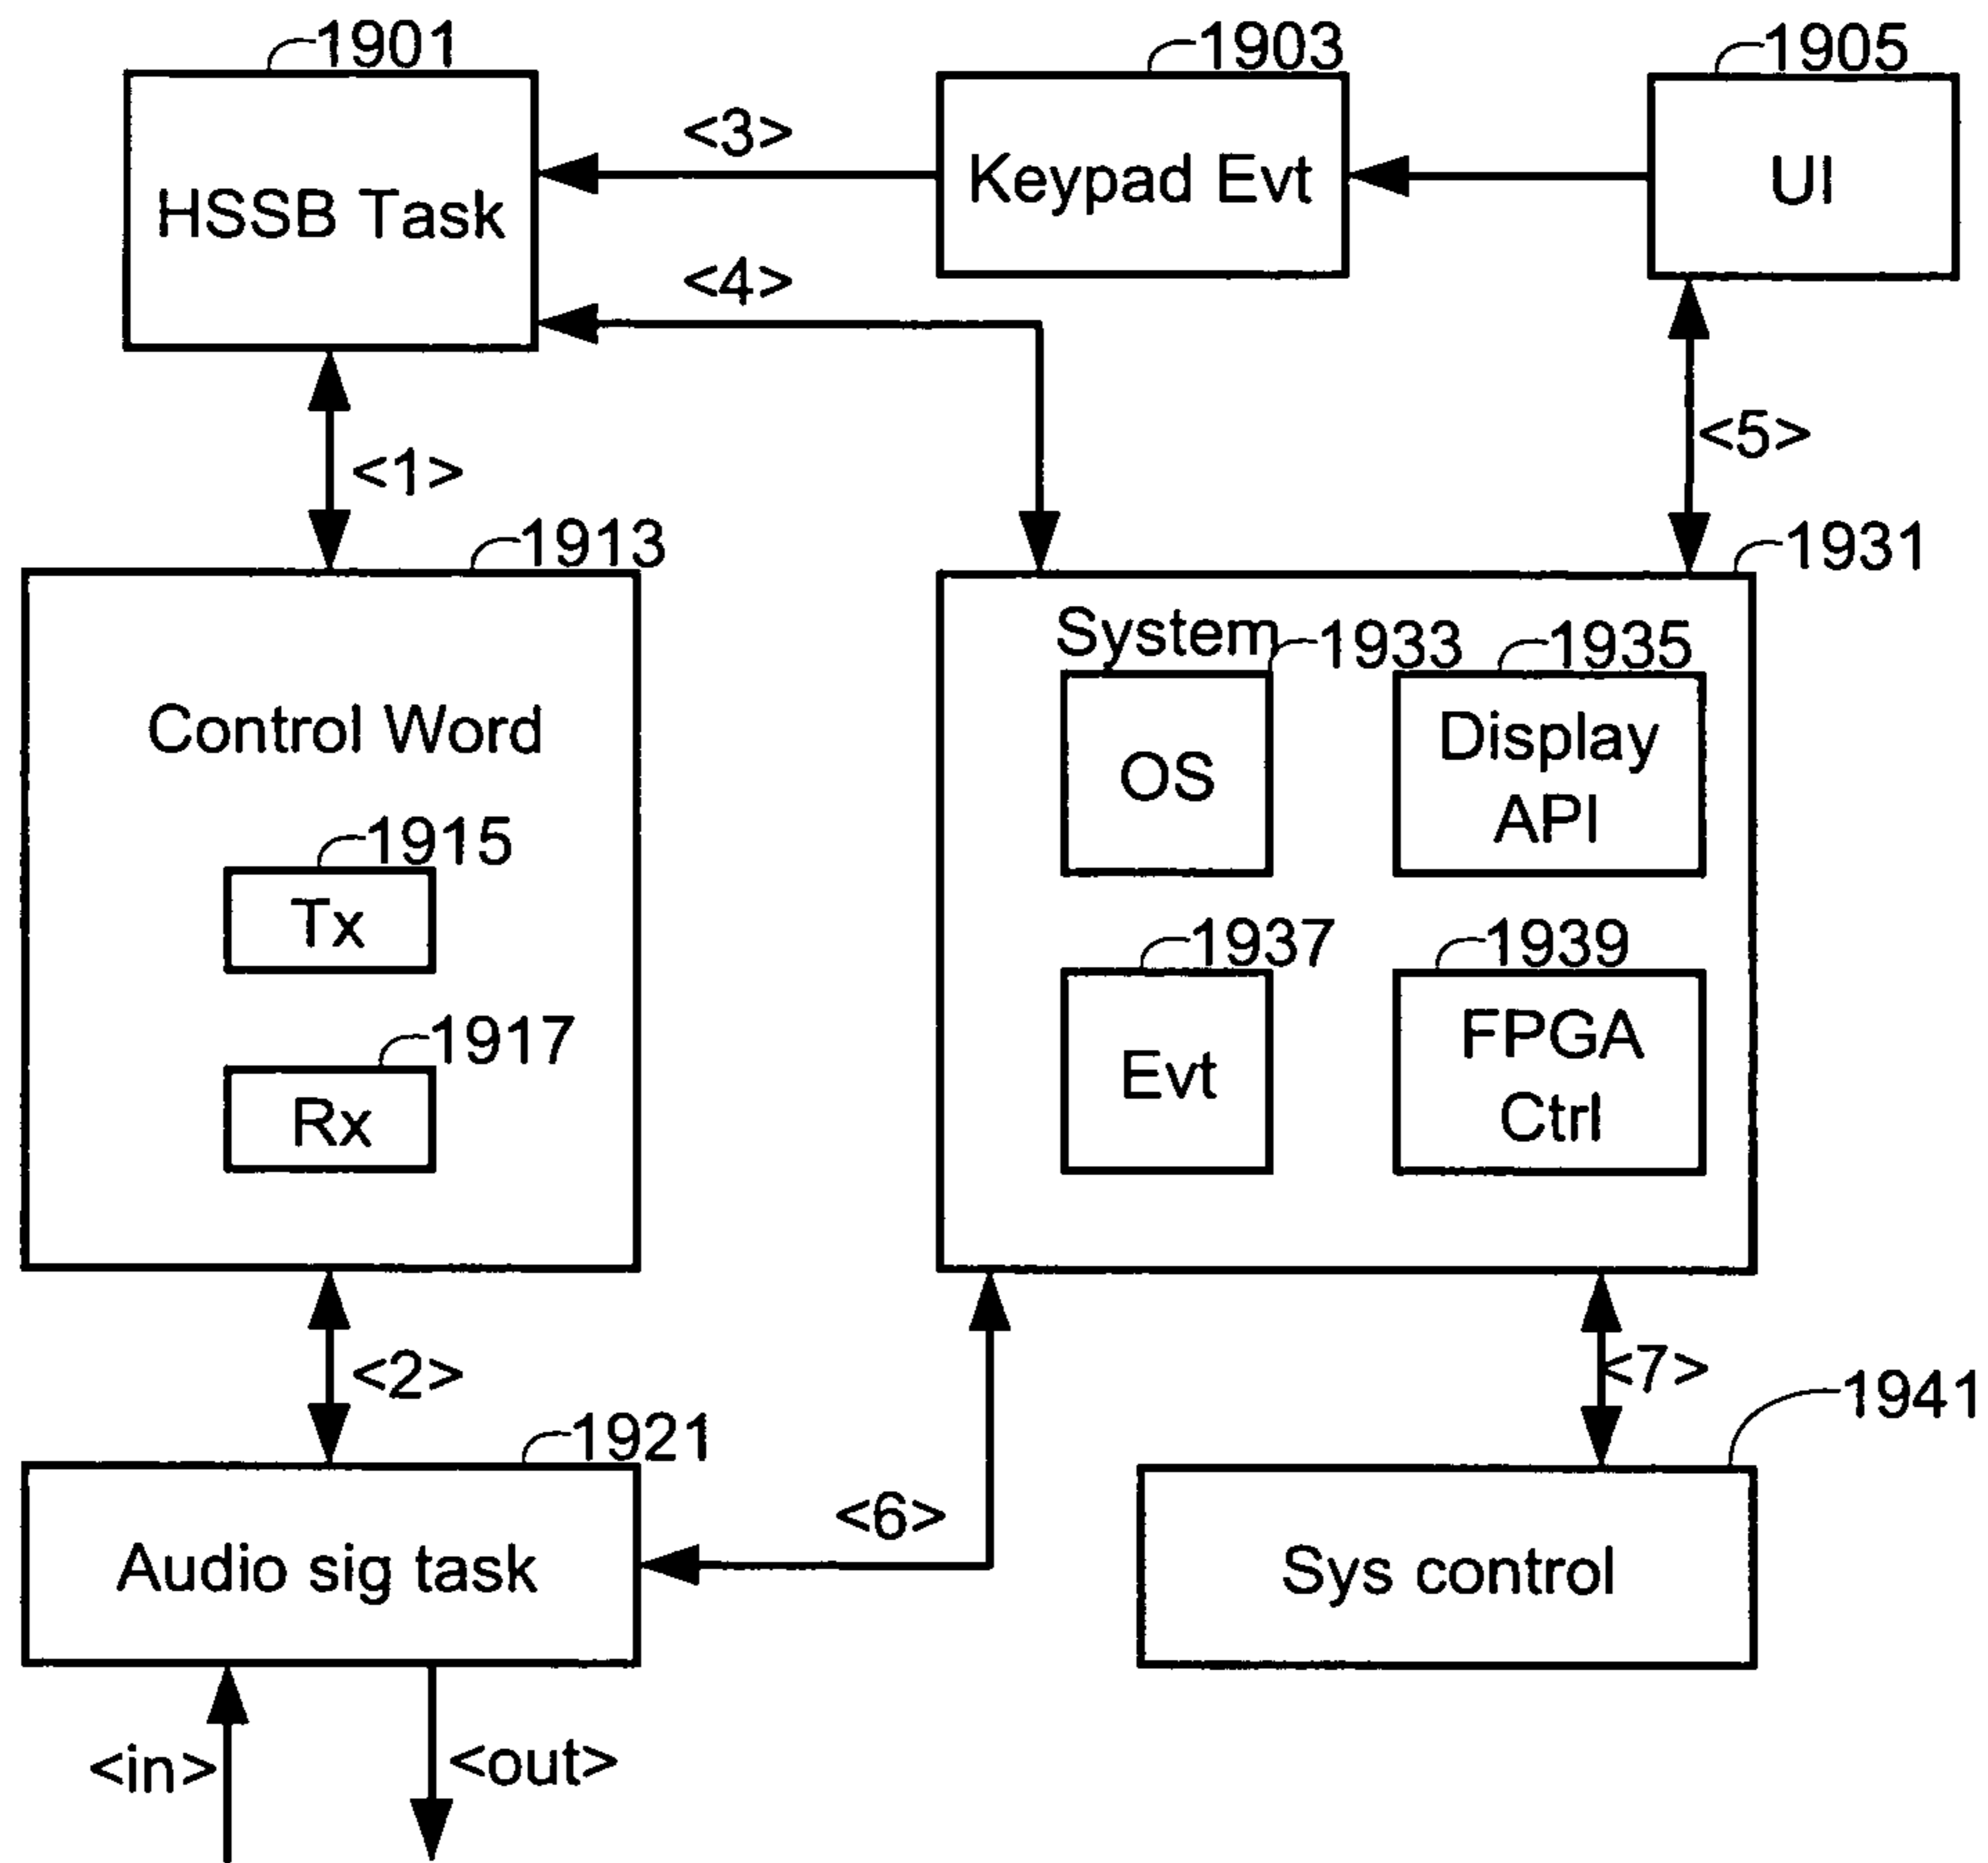 1901
1903
1905
HSSB Task
<3>
Keypad Evt
UI
<4>
<1>
<5>
1913
1931
Control Word
1915
Tx
1917
Rx
System
1933
1935
OS
Display
API
1937
1939
Evt
FPGA
Ctrl
<2>
<7>
1921
1941
Audio sig task
<6>
Sys control
<in>
<out>